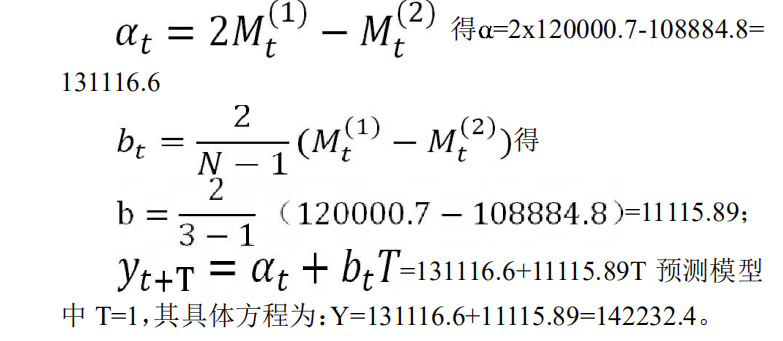 αₜ = 2Mₜ⁽¹⁾ − Mₜ⁽²⁾ 得α=2x120000.7-108884.8=
131116.6
bₜ = 2/(N − 1) (Mₜ⁽¹⁾ − Mₜ⁽²⁾)得
b = 2/(3 − 1) （120000.7 − 108884.8）=11115.89；
yₜ₊T = αₜ + bₜT=131116.6+11115.89T 预测模型
中 T=1，其具体方程为：Y=131116.6+11115.89=142232.4。